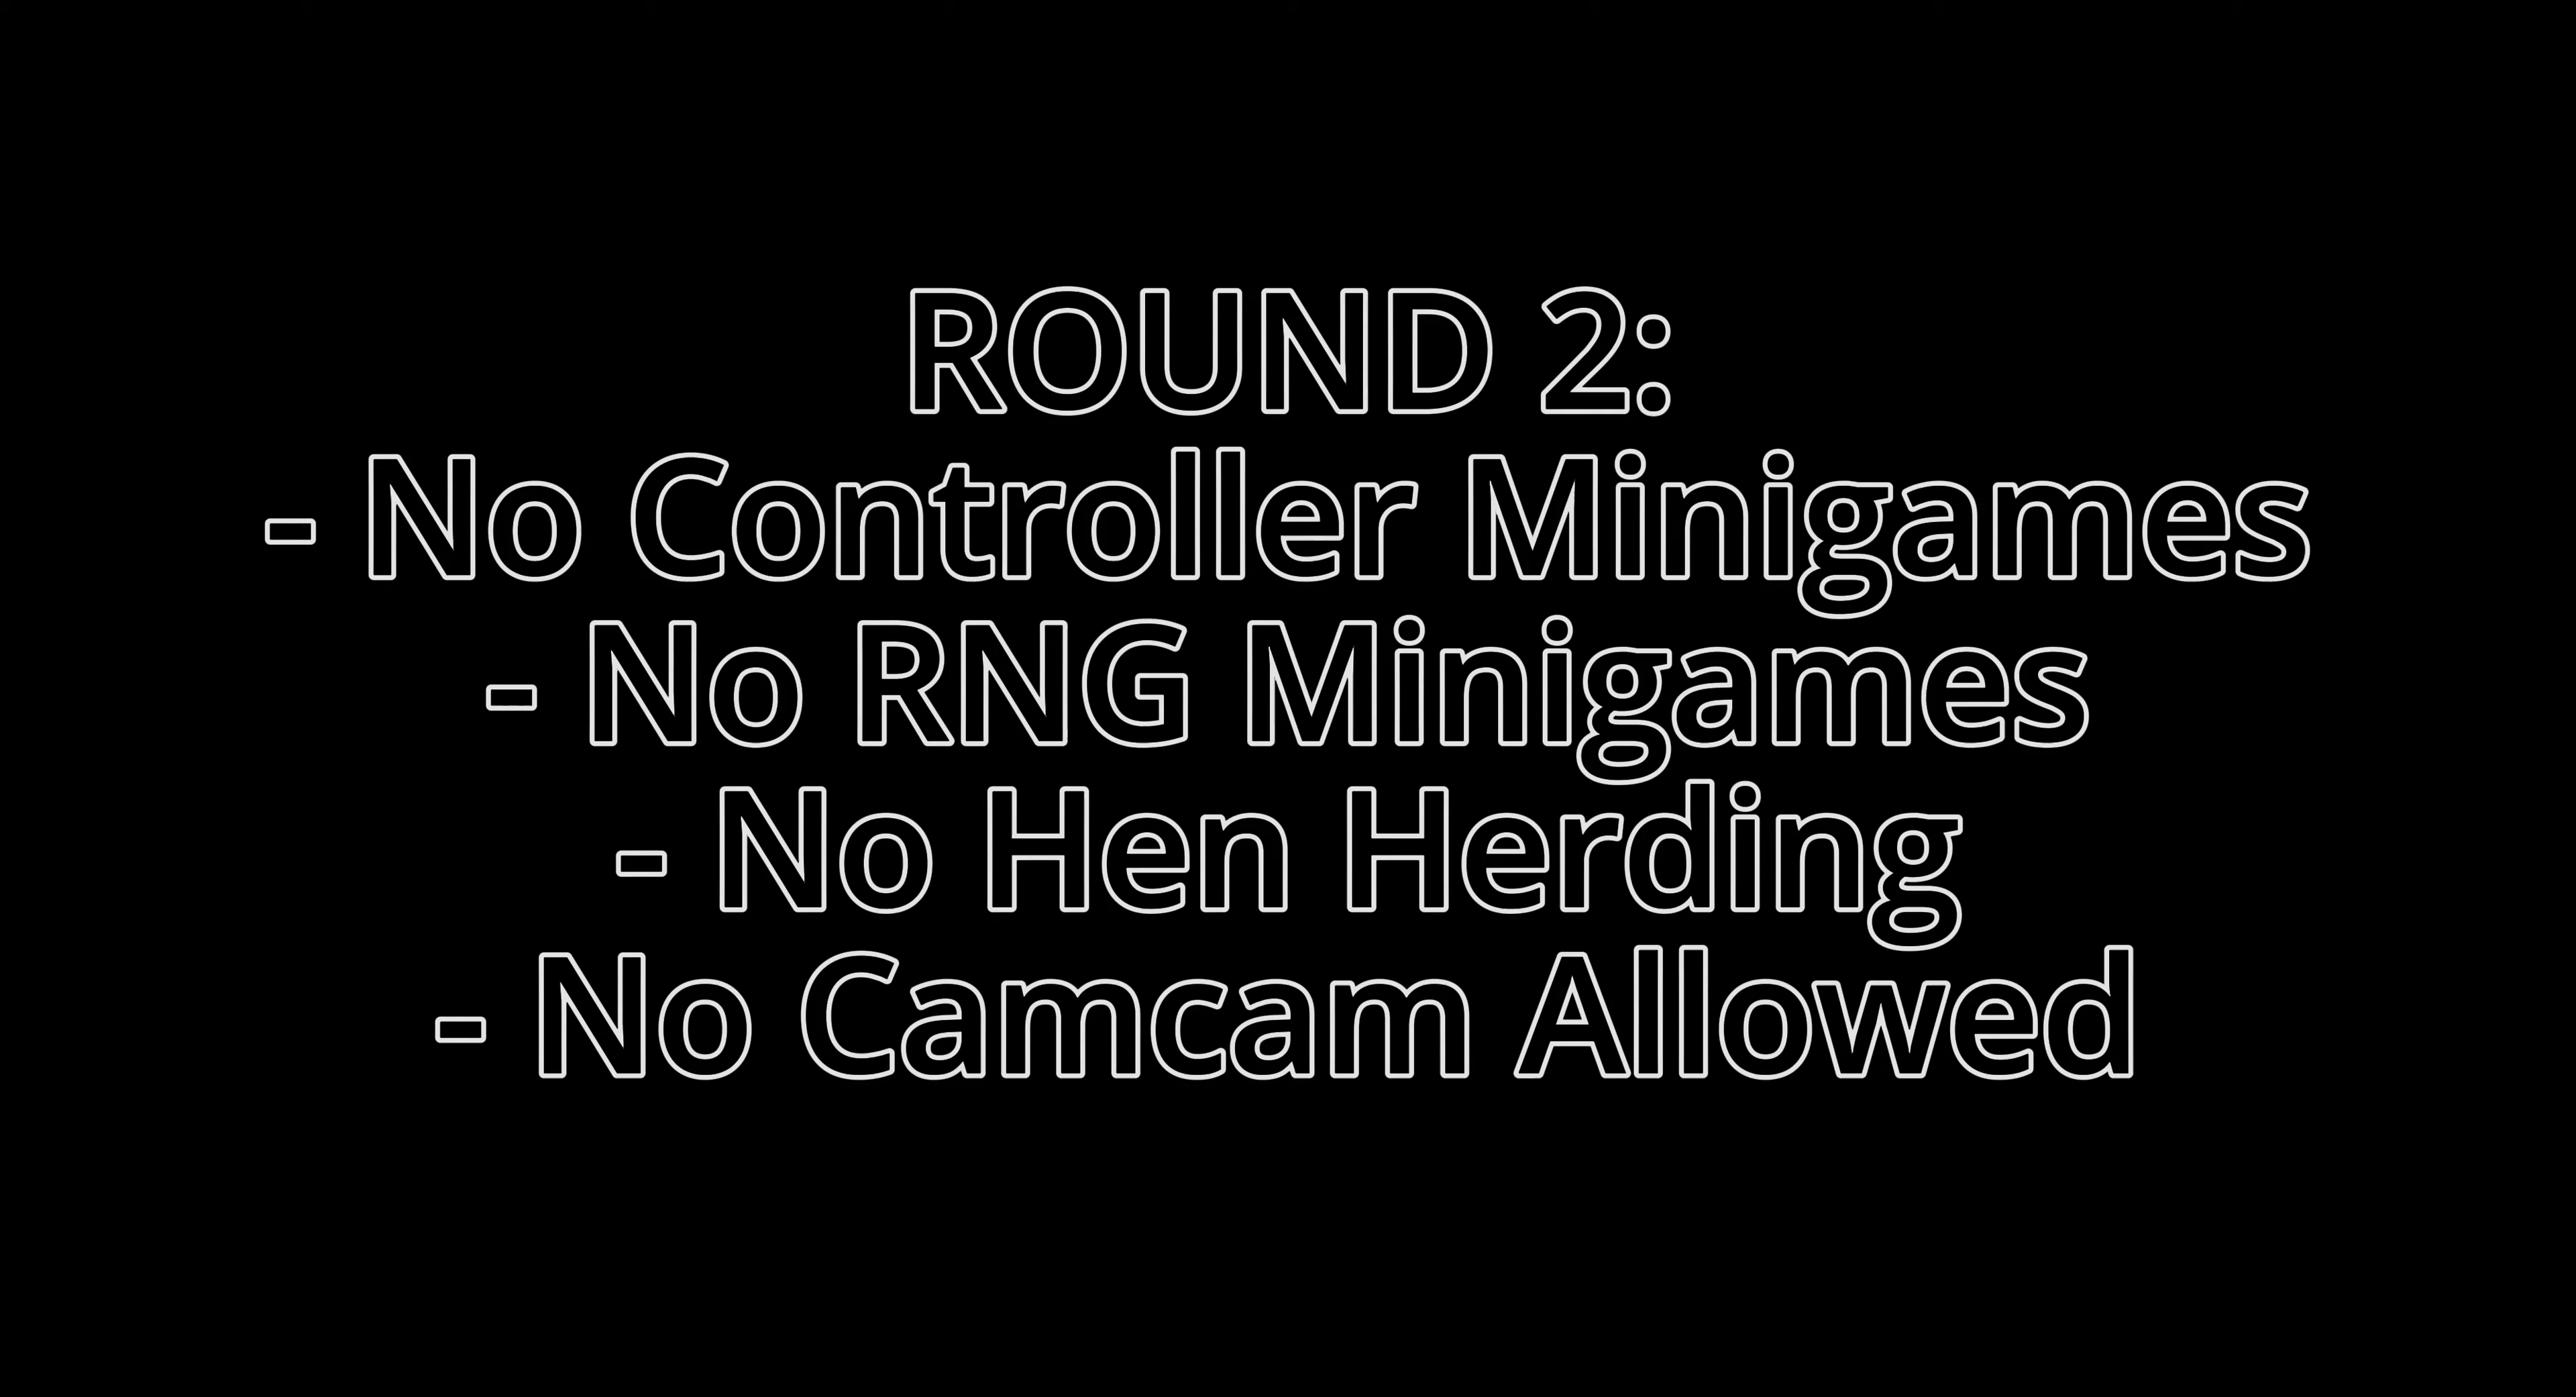 ROUND 2:
- No Controller Minigames
- No RNG Minigames
- No Hen Herding
- No Camcam Allowed